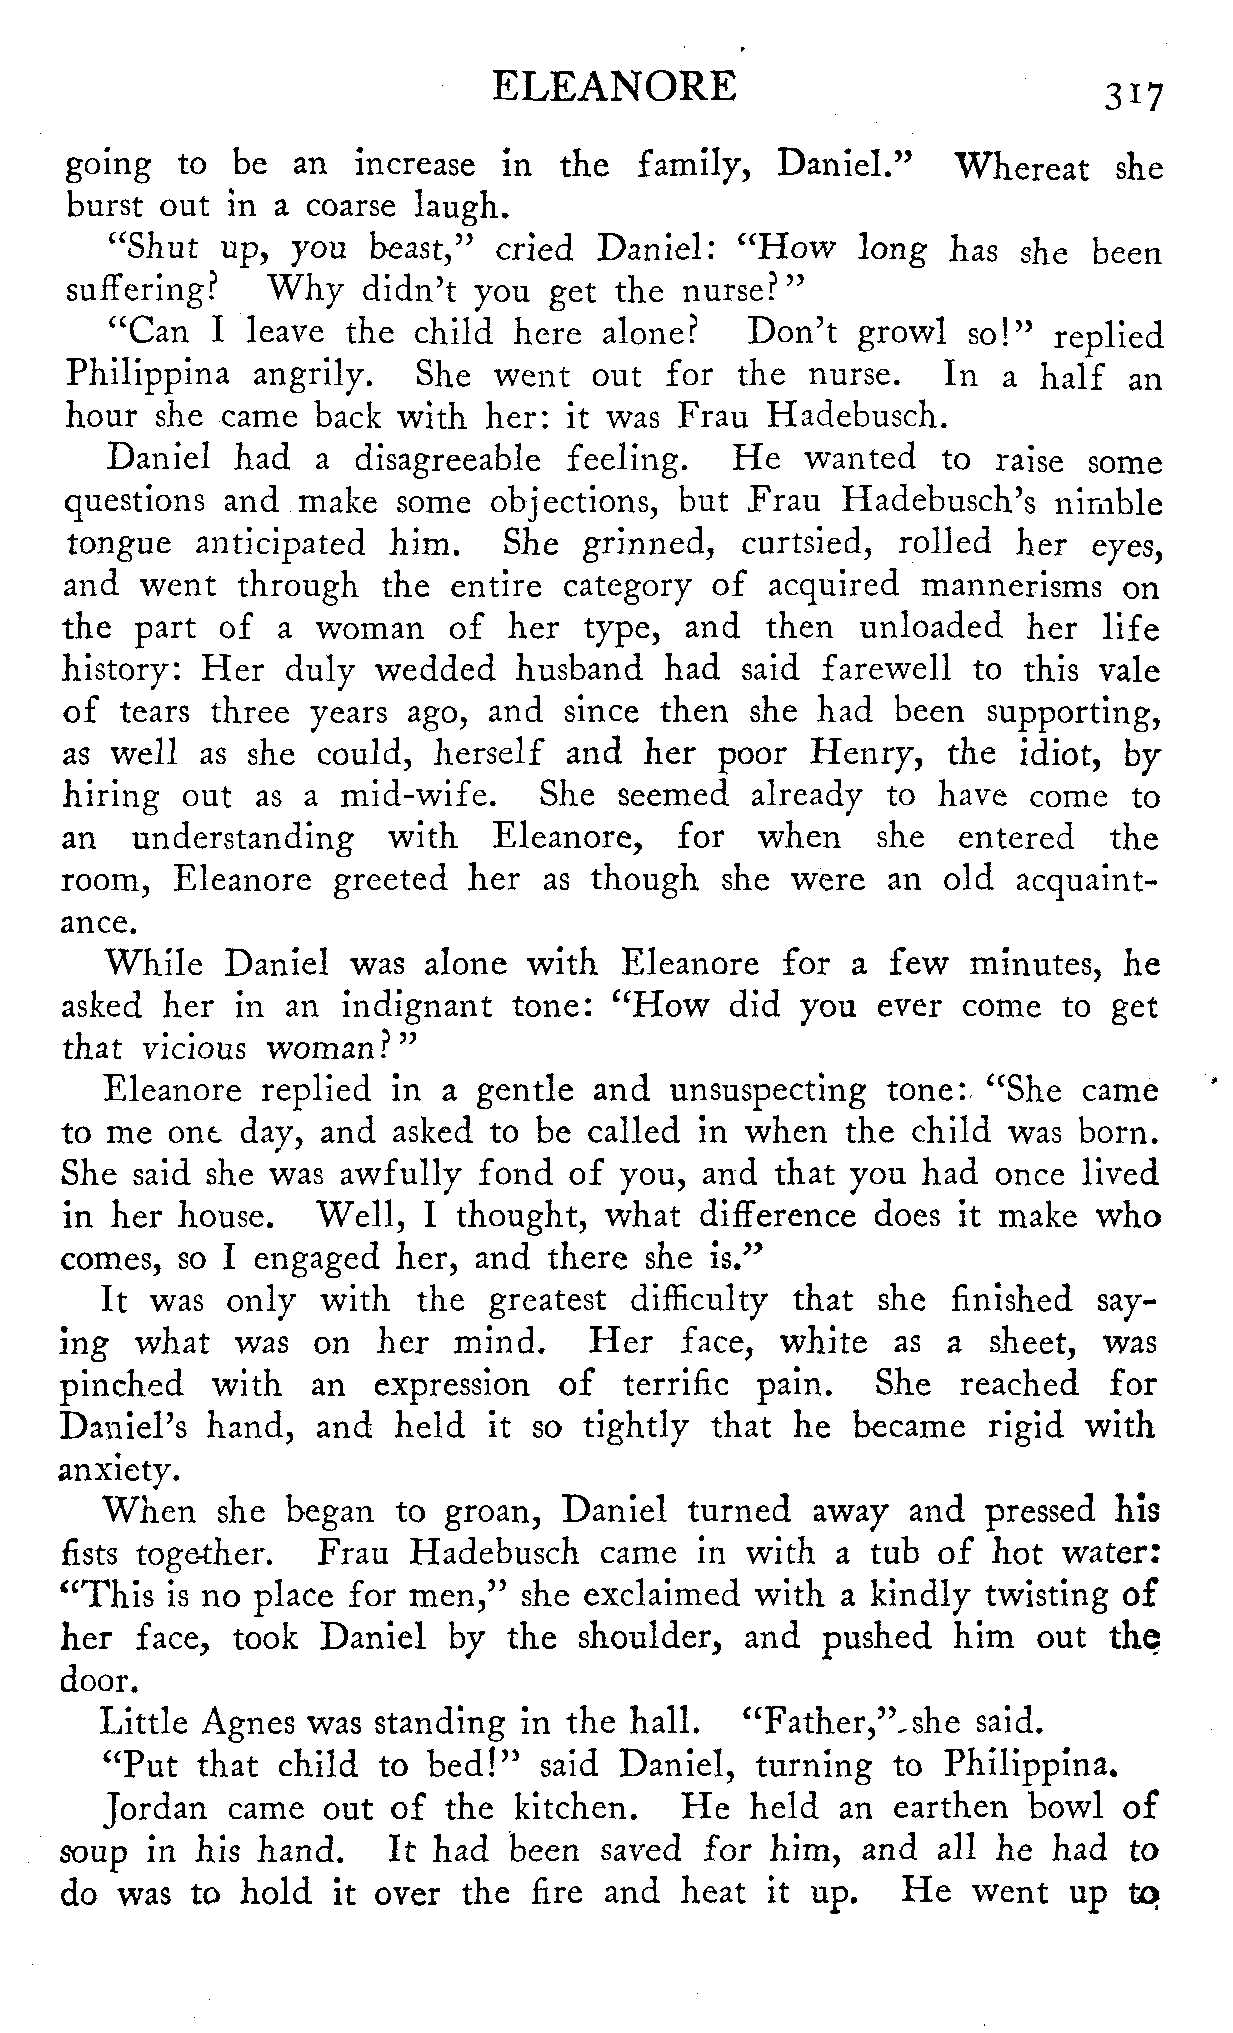 ELEANORE 317
going to be an increase in the family, Daniel.” Whereat she
burst out in a coarse laugh.
“Shut up, you beast,” cried Daniel: “How long has she been
suffering? Why didn’t you get the nurse?”
“Can I leave the child here alone? Don’t growl so!” replied
Philippina angrily. She went out for the nurse. In a half an
hour she came back with her: it was Frau Hadebusch.
Daniel had a disagreeable feeling. He wanted to raise some
questions and make some objections, but Frau Hadebusch’s nimble
tongue anticipated him. She grinned, curtsied, rolled her eyes,
and went through the entire category of acquired mannerisms on
the part of a woman of her type, and then unloaded her life
history: Her duly wedded husband had said farewell to this vale
of tears three years ago, and since then she had been supporting,
as well as she could, herself and her poor Henry, the idiot, by
hiring out as a mid-wife. She seemed already to have come to
an understanding with Eleanore, for when she entered the
room, Eleanore greeted her as though she were an old acquaint-
ance.
While Daniel was alone with Eleanore for a few minutes, he
asked her in an indignant tone: “How did you ever come to get
that vicious woman?”
Eleanore replied in a gentle and unsuspecting tone: “She came
to me one day, and asked to be called in when the child was born.
She said she was awfully fond of you, and that you had once lived
in her house. Well, I thought, what difference does it make who
comes, so I engaged her, and there she is.”
It was only with the greatest difficulty that she finished say-
ing what was on her mind. Her face, white as a sheet, was
pinched with an expression of terrific pain. She reached for
Daniel’s hand, and held it so tightly that he became rigid with
anxiety.
When she began to groan, Daniel turned away and pressed his
fists together. Frau Hadebusch came in with a tub of hot water:
“This is no place for men,” she exclaimed with a kindly twisting of
her face, took Daniel by the shoulder, and pushed him out the
door.
Little Agnes was standing in the hall. “Father,” she said.
“Put that child to bed!” said Daniel, turning to Philippina.
Jordan came out of the kitchen. He held an earthen bowl of
soup in his hand. It had been saved for him, and all he had to
do was to hold it over the fire and heat it up. He went up to